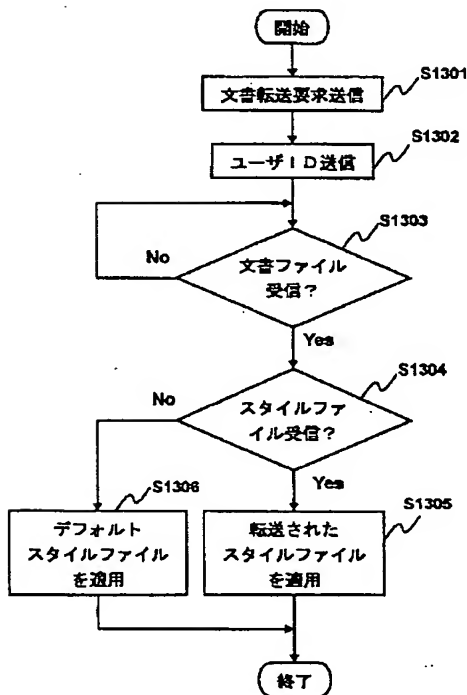 開始
S1301
文書転送要求送信
S1302
ユーザID送信
S1303
No
文書ファイル
受信?
Yes
S1304
No
スタイルファ
イル受信?
S1306
Yes
S1305
デフォルト
スタイルファイル
を適用
転送された
スタイルファイル
を適用
終了